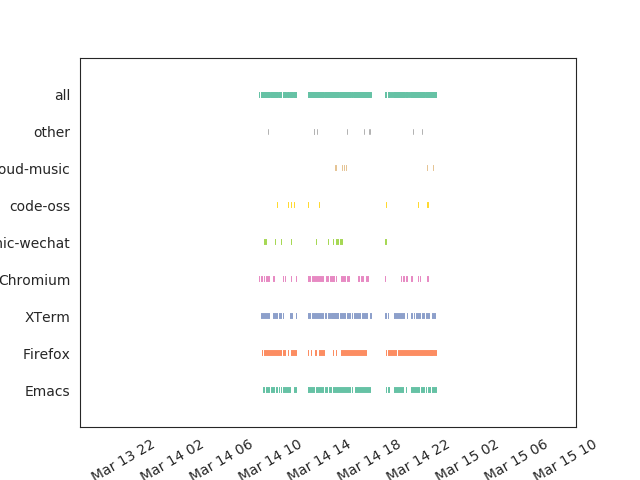 all
other
oud-music
code-oss
nic-wechat
Chromium
XTerm
Firefox
Emacs
Mar 13 22
Mar 14 02
Mar 14 06
Mar 14 10
Mar 14 14
Mar 14 18
Mar 14 22
Mar 15 02
Mar 15 06
Mar 15 10